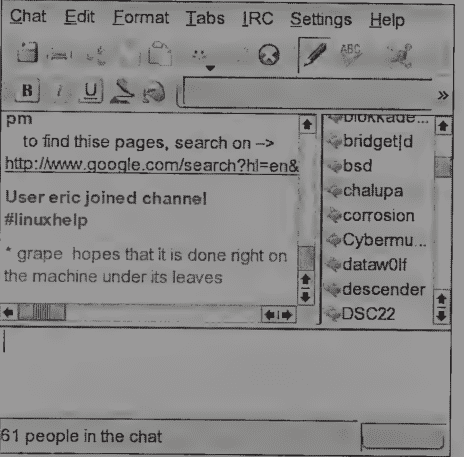 Chat Edit Format Tabs IRC Settings Help
ABC
B i U »
pm
to find thise pages, search on -->
http://www.google.com/search?hl=en&
User eric joined channel
#linuxhelp
* grape hopes that it is done right on
the machine under its leaves
blokkade...
bridget|d
bsd
chalupa
corrosion
Cybermu...
dataw0lf
descender
DSC22
61 people in the chat